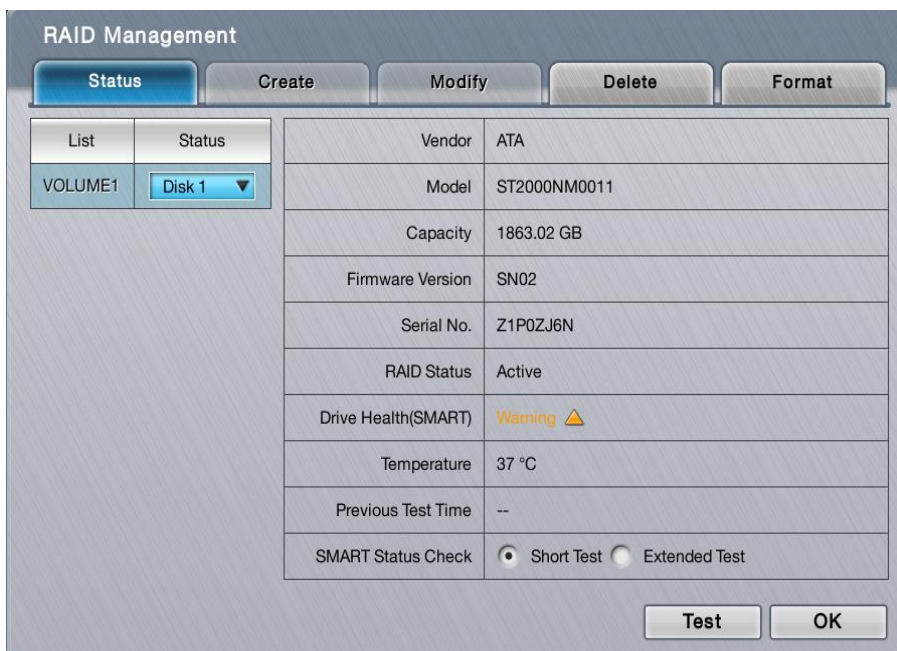 RAID Management
Status Create Modify Delete Format
List Status
VOLUME1 Disk 1
Vendor ATA
Model ST2000NM0011
Capacity 1863.02 GB
Firmware Version SN02
Serial No. Z1P0ZJ6N
RAID Status Active
Drive Health(SMART) Warning
Temperature 37 °C
Previous Test Time --
SMART Status Check Short Test Extended Test
Test OK